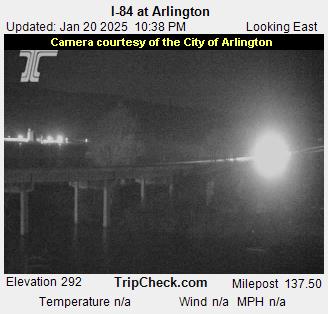 I-84 at Arlington
Updated: Jan 20 2025 10:38 PM Looking East
Camera courtesy of the City of Arlington
Elevation 292 TripCheck.com Milepost 137.50
Temperature n/a Wind n/a MPH n/a